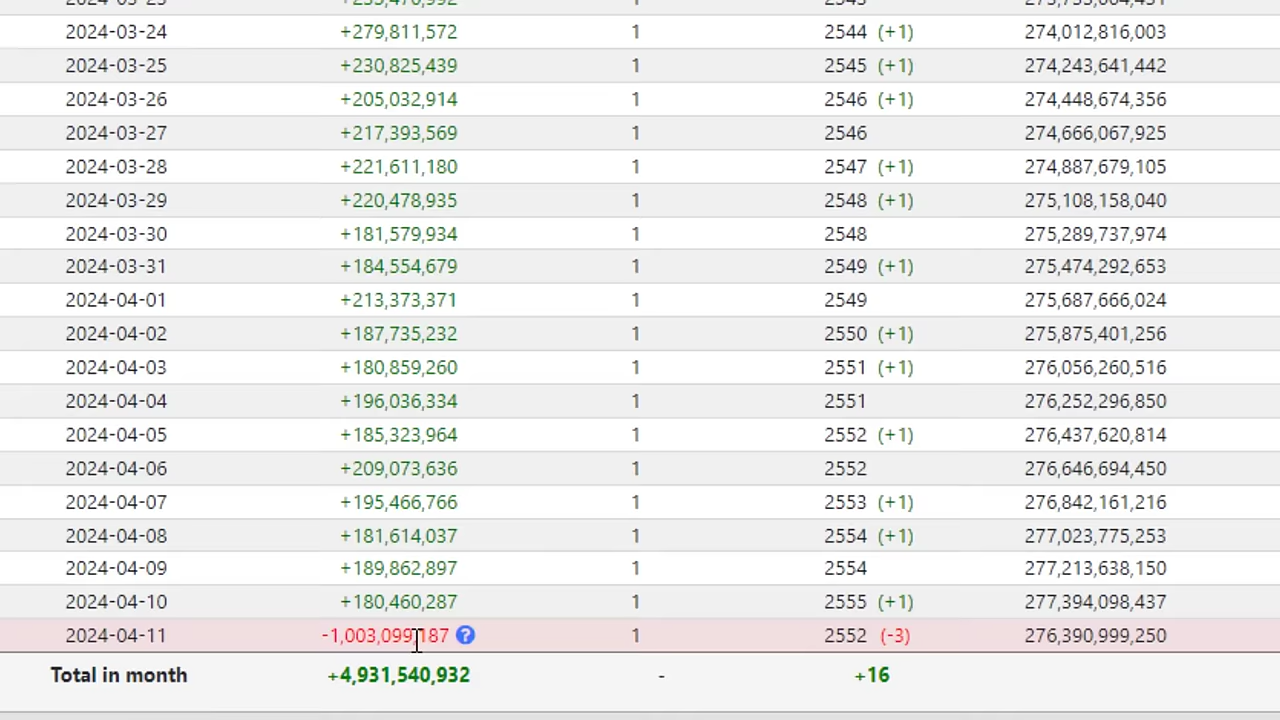 2024-03-24 +279,811,572 1 2544 (+1) 274,012,816,003
2024-03-25 +230,825,439 1 2545 (+1) 274,243,641,442
2024-03-26 +205,032,914 1 2546 (+1) 274,448,674,356
2024-03-27 +217,393,569 1 2546 274,666,067,925
2024-03-28 +221,611,180 1 2547 (+1) 274,887,679,105
2024-03-29 +220,478,935 1 2548 (+1) 275,108,158,040
2024-03-30 +181,579,934 1 2548 275,289,737,974
2024-03-31 +184,554,679 1 2549 (+1) 275,474,292,653
2024-04-01 +213,373,371 1 2549 275,687,666,024
2024-04-02 +187,735,232 1 2550 (+1) 275,875,401,256
2024-04-03 +180,859,260 1 2551 (+1) 276,056,260,516
2024-04-04 +196,036,334 1 2551 276,252,296,850
2024-04-05 +185,323,964 1 2552 (+1) 276,437,620,814
2024-04-06 +209,073,636 1 2552 276,646,694,450
2024-04-07 +195,466,766 1 2553 (+1) 276,842,161,216
2024-04-08 +181,614,037 1 2554 (+1) 277,023,775,253
2024-04-09 +189,862,897 1 2554 277,213,638,150
2024-04-10 +180,460,287 1 2555 (+1) 277,394,098,437
2024-04-11 -1,003,099,187 ? 1 2552 (-3) 276,390,999,250
Total in month +4,931,540,932 - +16